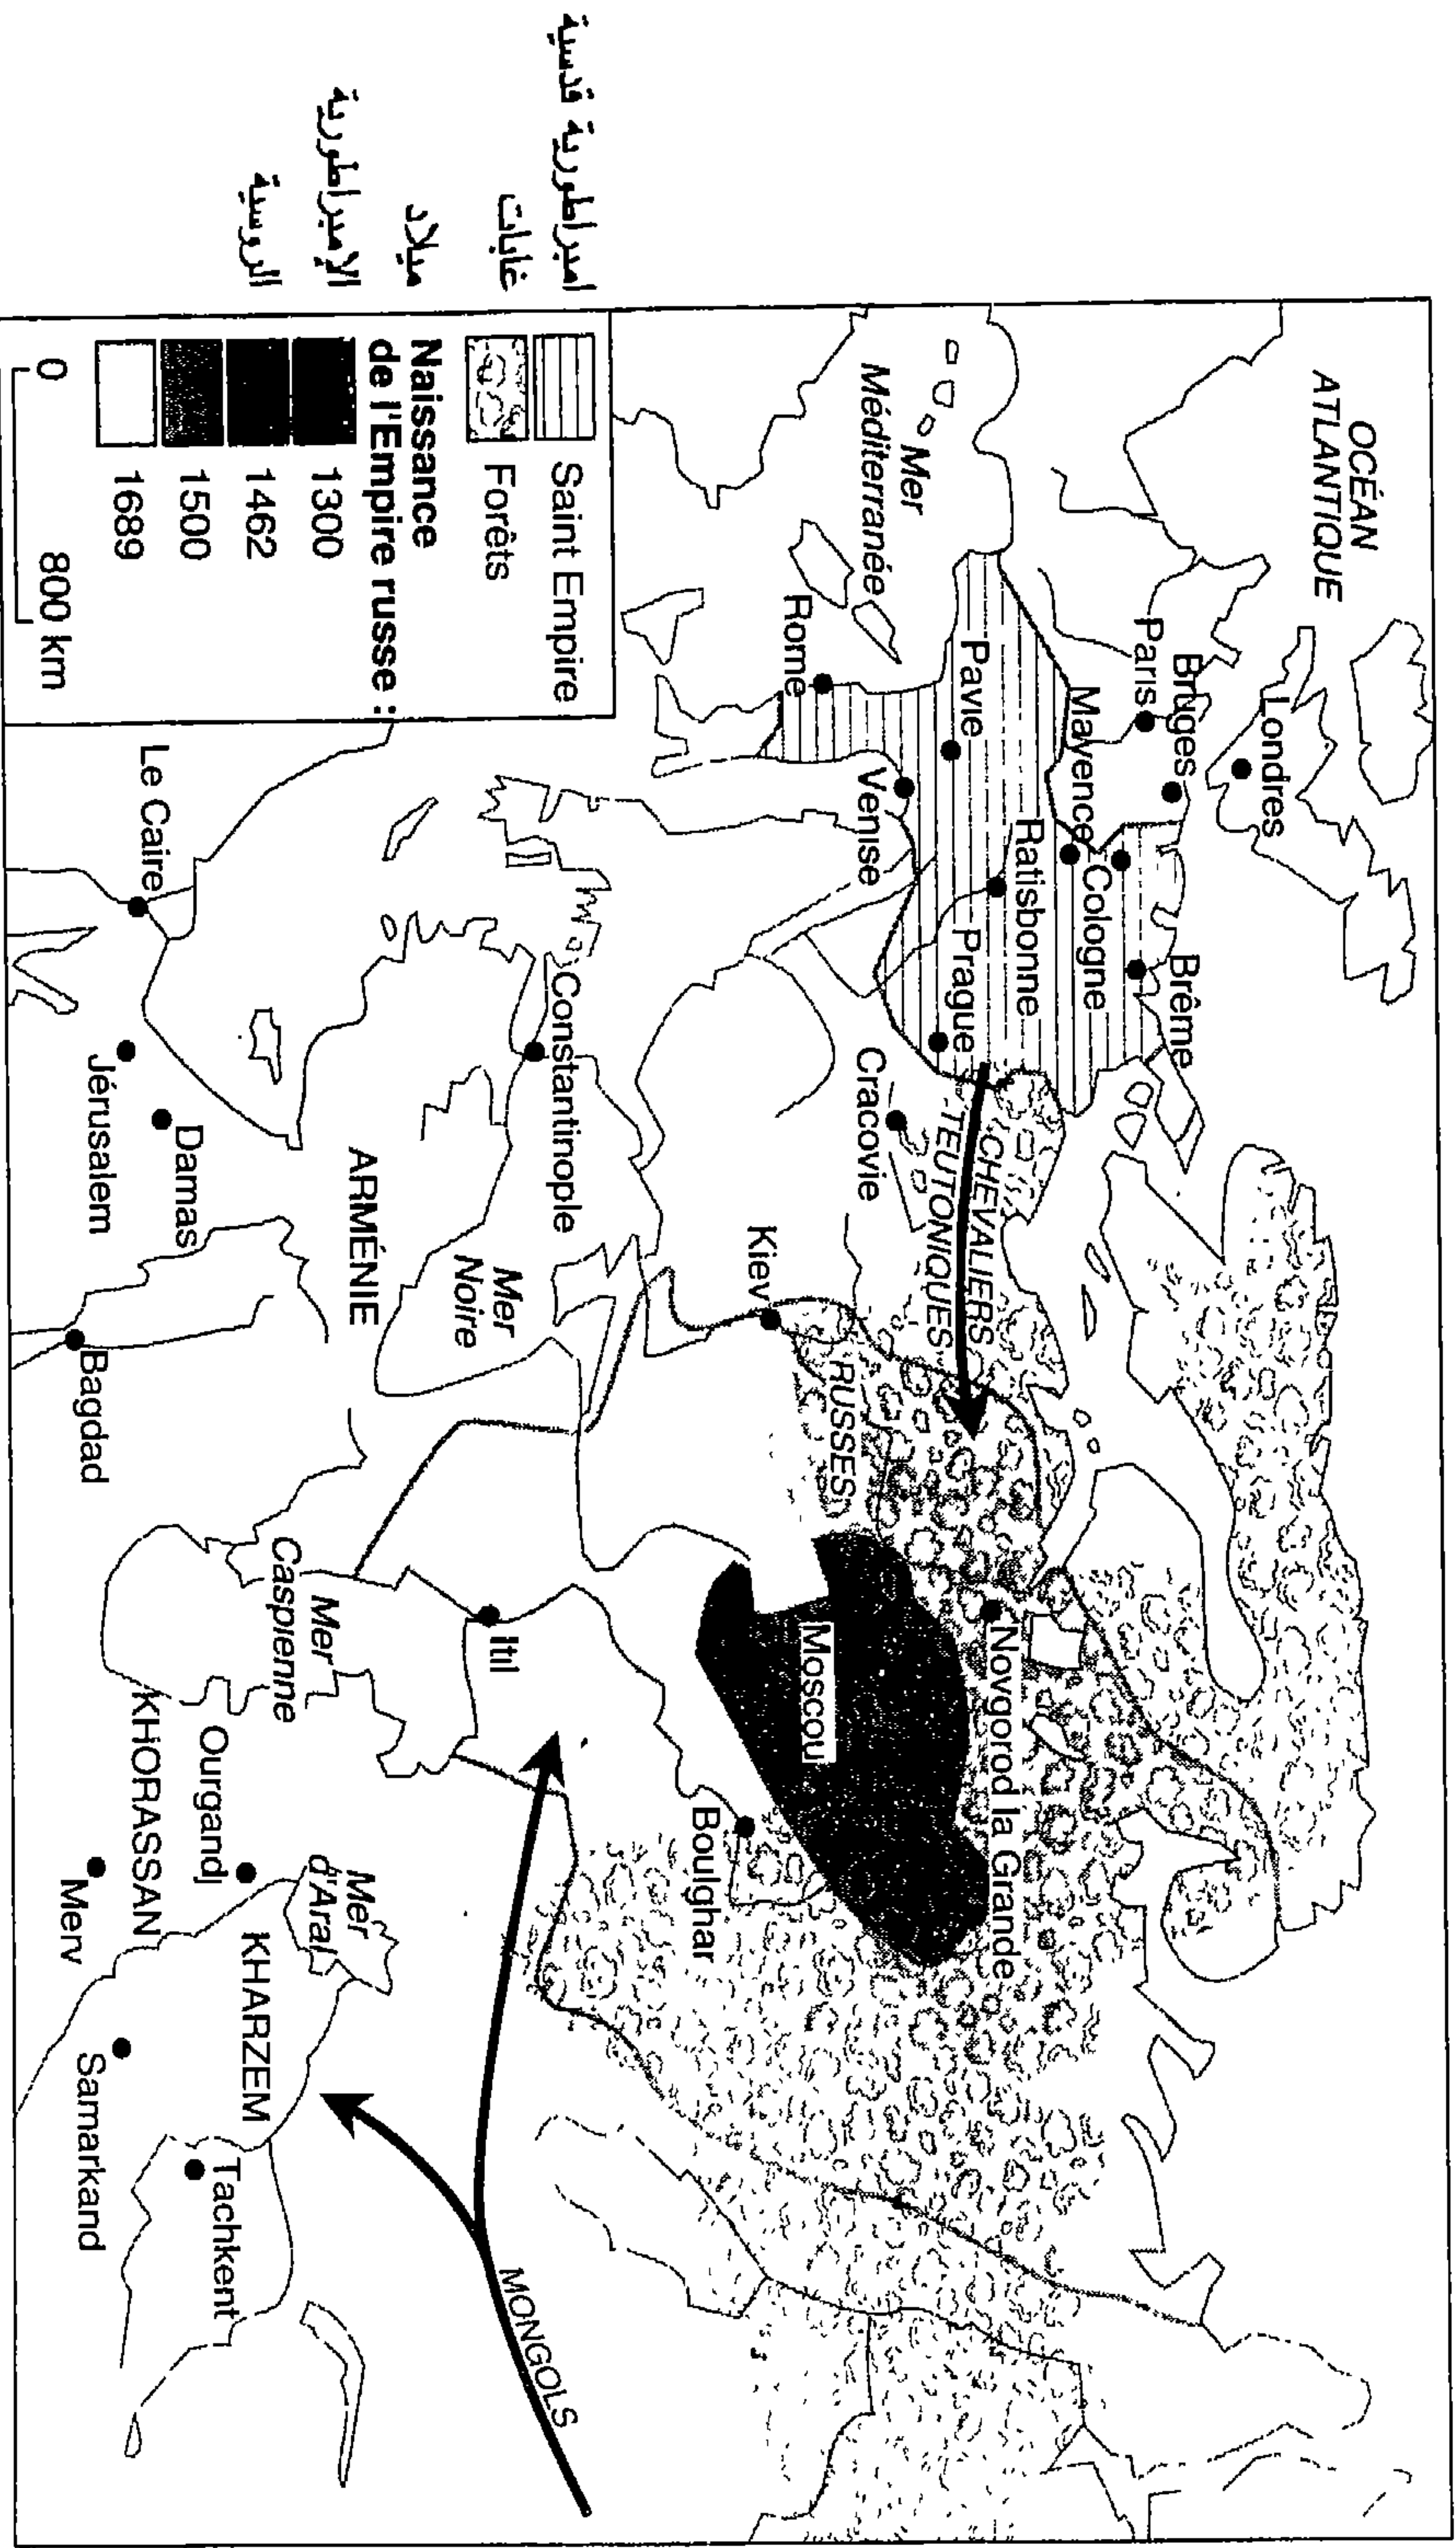 OCÉAN
ATLANTIQUE
Londres
Bruges
Paris
Brême
Cologne
Mayence
Ratisbonne
Prague
Pavie
Venise
Rome
Mer
Méditerranée
Cracovie
CHEVALIERS
TEUTONIQUES
Kiev
RUSSES
Novgorod la Grande
Moscou
Boulghar
Itil
Constantinople
Mer
Noire
ARMÉNIE
Mer
Caspienne
Mer
d'Aral
Ourgandj
KHORASSAN
KHAREZM
Merv
Samarkand
Tachkent
MONGOLS
Le Caire
Jérusalem
Damas
Bagdad
Saint Empire
امبراطورية قدسية
Forêts
غابات
Naissance
de l'Empire russe :
ميلاد
الإمبراطورية
الروسية
1300
1462
1500
1689
0 800 km